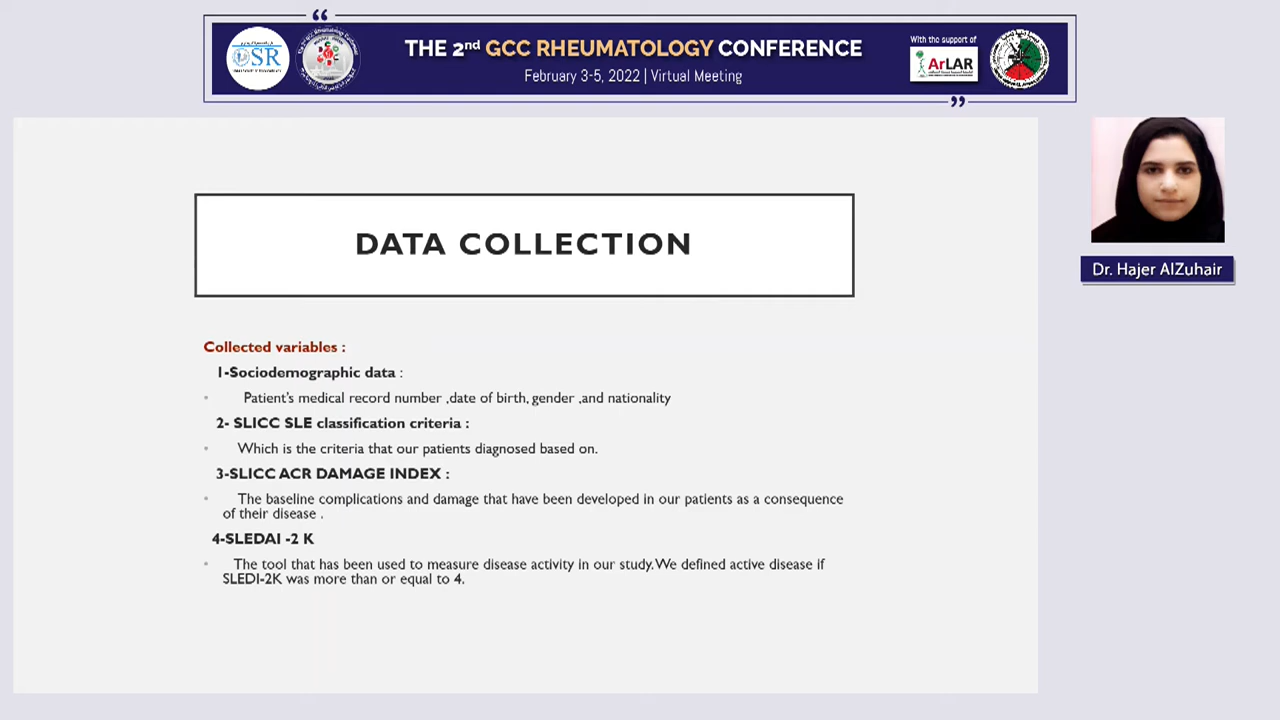 “
THE 2nd GCC RHEUMATOLOGY CONFERENCE
February 3-5, 2022 | Virtual Meeting
With the support of
OSR
ArLAR
”
Dr. Hajer AlZuhair
DATA COLLECTION
Collected variables :
1-Sociodemographic data :
• Patient’s medical record number ,date of birth, gender ,and nationality
2- SLICC SLE classification criteria :
• Which is the criteria that our patients diagnosed based on.
3-SLICC ACR DAMAGE INDEX :
• The baseline complications and damage that have been developed in our patients as a consequence
of their disease .
4-SLEDAI -2 K
• The tool that has been used to measure disease activity in our study. We defined active disease if
SLEDI-2K was more than or equal to 4.